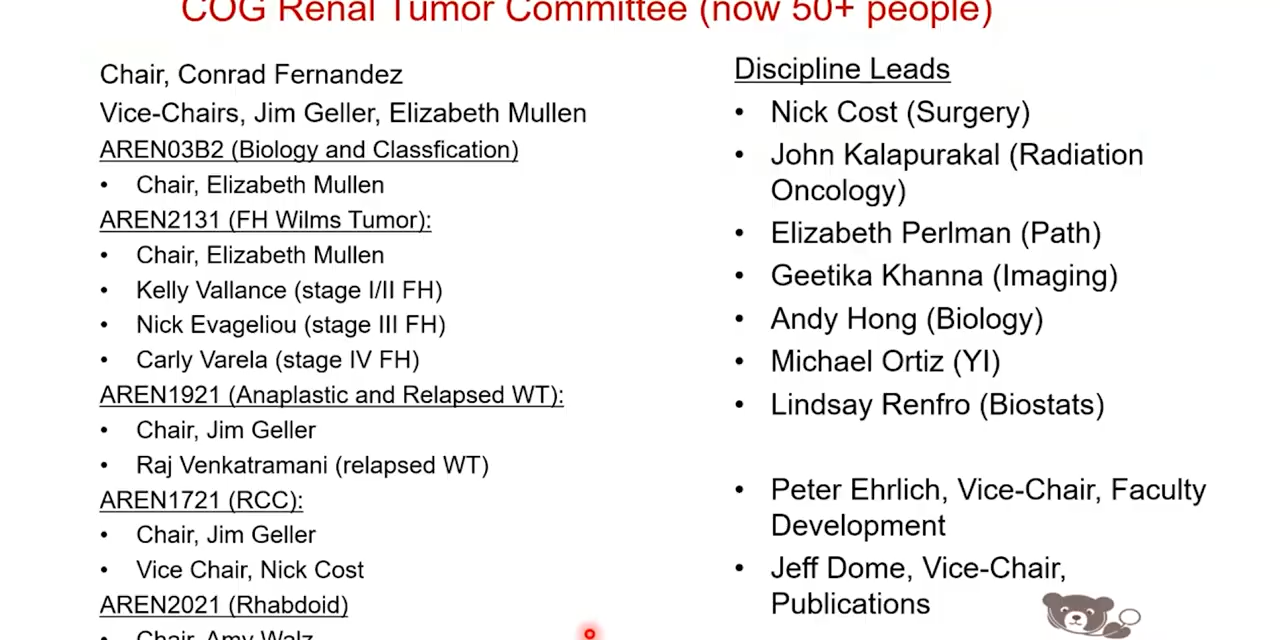 COG Renal Tumor Committee (now 50+ people)
Chair, Conrad Fernandez
Vice-Chairs, Jim Geller, Elizabeth Mullen
AREN03B2 (Biology and Classfication)
• Chair, Elizabeth Mullen
AREN2131 (FH Wilms Tumor):
• Chair, Elizabeth Mullen
• Kelly Vallance (stage I/II FH)
• Nick Evageliou (stage III FH)
• Carly Varela (stage IV FH)
AREN1921 (Anaplastic and Relapsed WT):
• Chair, Jim Geller
• Raj Venkatramani (relapsed WT)
AREN1721 (RCC):
• Chair, Jim Geller
• Vice Chair, Nick Cost
AREN2021 (Rhabdoid)
• Chair, Amy Walz
Discipline Leads
• Nick Cost (Surgery)
• John Kalapurakal (Radiation
Oncology)
• Elizabeth Perlman (Path)
• Geetika Khanna (Imaging)
• Andy Hong (Biology)
• Michael Ortiz (YI)
• Lindsay Renfro (Biostats)
• Peter Ehrlich, Vice-Chair, Faculty
Development
• Jeff Dome, Vice-Chair,
Publications